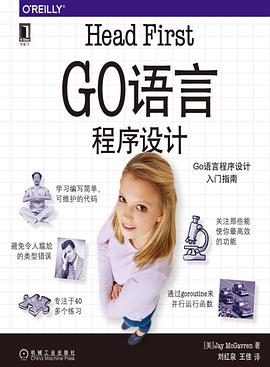 O'REILLY®
Head First
GO语言
程序设计
Go语言程序设计
入门指南
学习编写简单、
可维护的代码
关注那些能
使你最高效
的功能
避免令人尴尬
的类型错误
专注于40
多个练习
通过goroutine来
并行运行函数
[美]Jay McGavren 著
刘红泉 王佳 译
机械工业出版社
China Machine Press